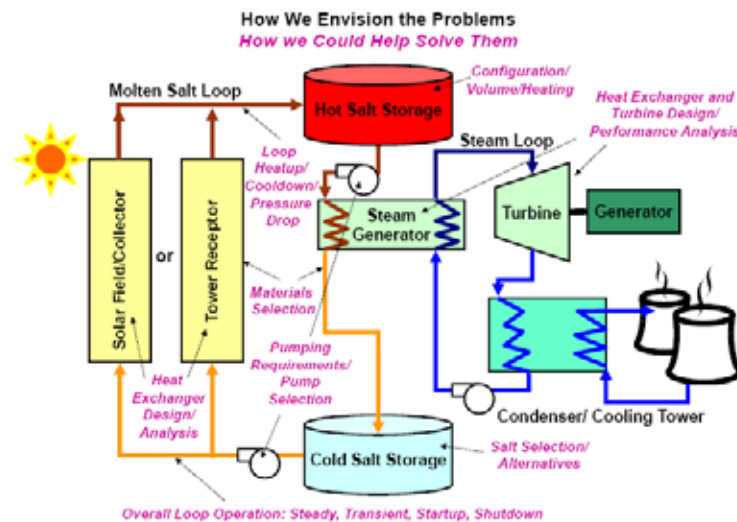 How We Envision the Problems
How we Could Help Solve Them
Molten Salt Loop
Hot Salt Storage
Configuration/
Volume/Heating
Heat Exchanger and
Turbine Design/
Performance Analysis
Steam Loop
Loop
Heatup/
Cooldown/
Pressure
Drop
Solar Field/Collector
or
Tower Receptor
Steam
Generator
Turbine
Generator
Materials
Selection
Heat
Exchanger
Design/
Analysis
Pumping
Requirements/
Pump
Selection
Condenser/ Cooling Tower
Cold Salt Storage
Salt Selection/
Alternatives
Overall Loop Operation: Steady, Transient, Startup, Shutdown